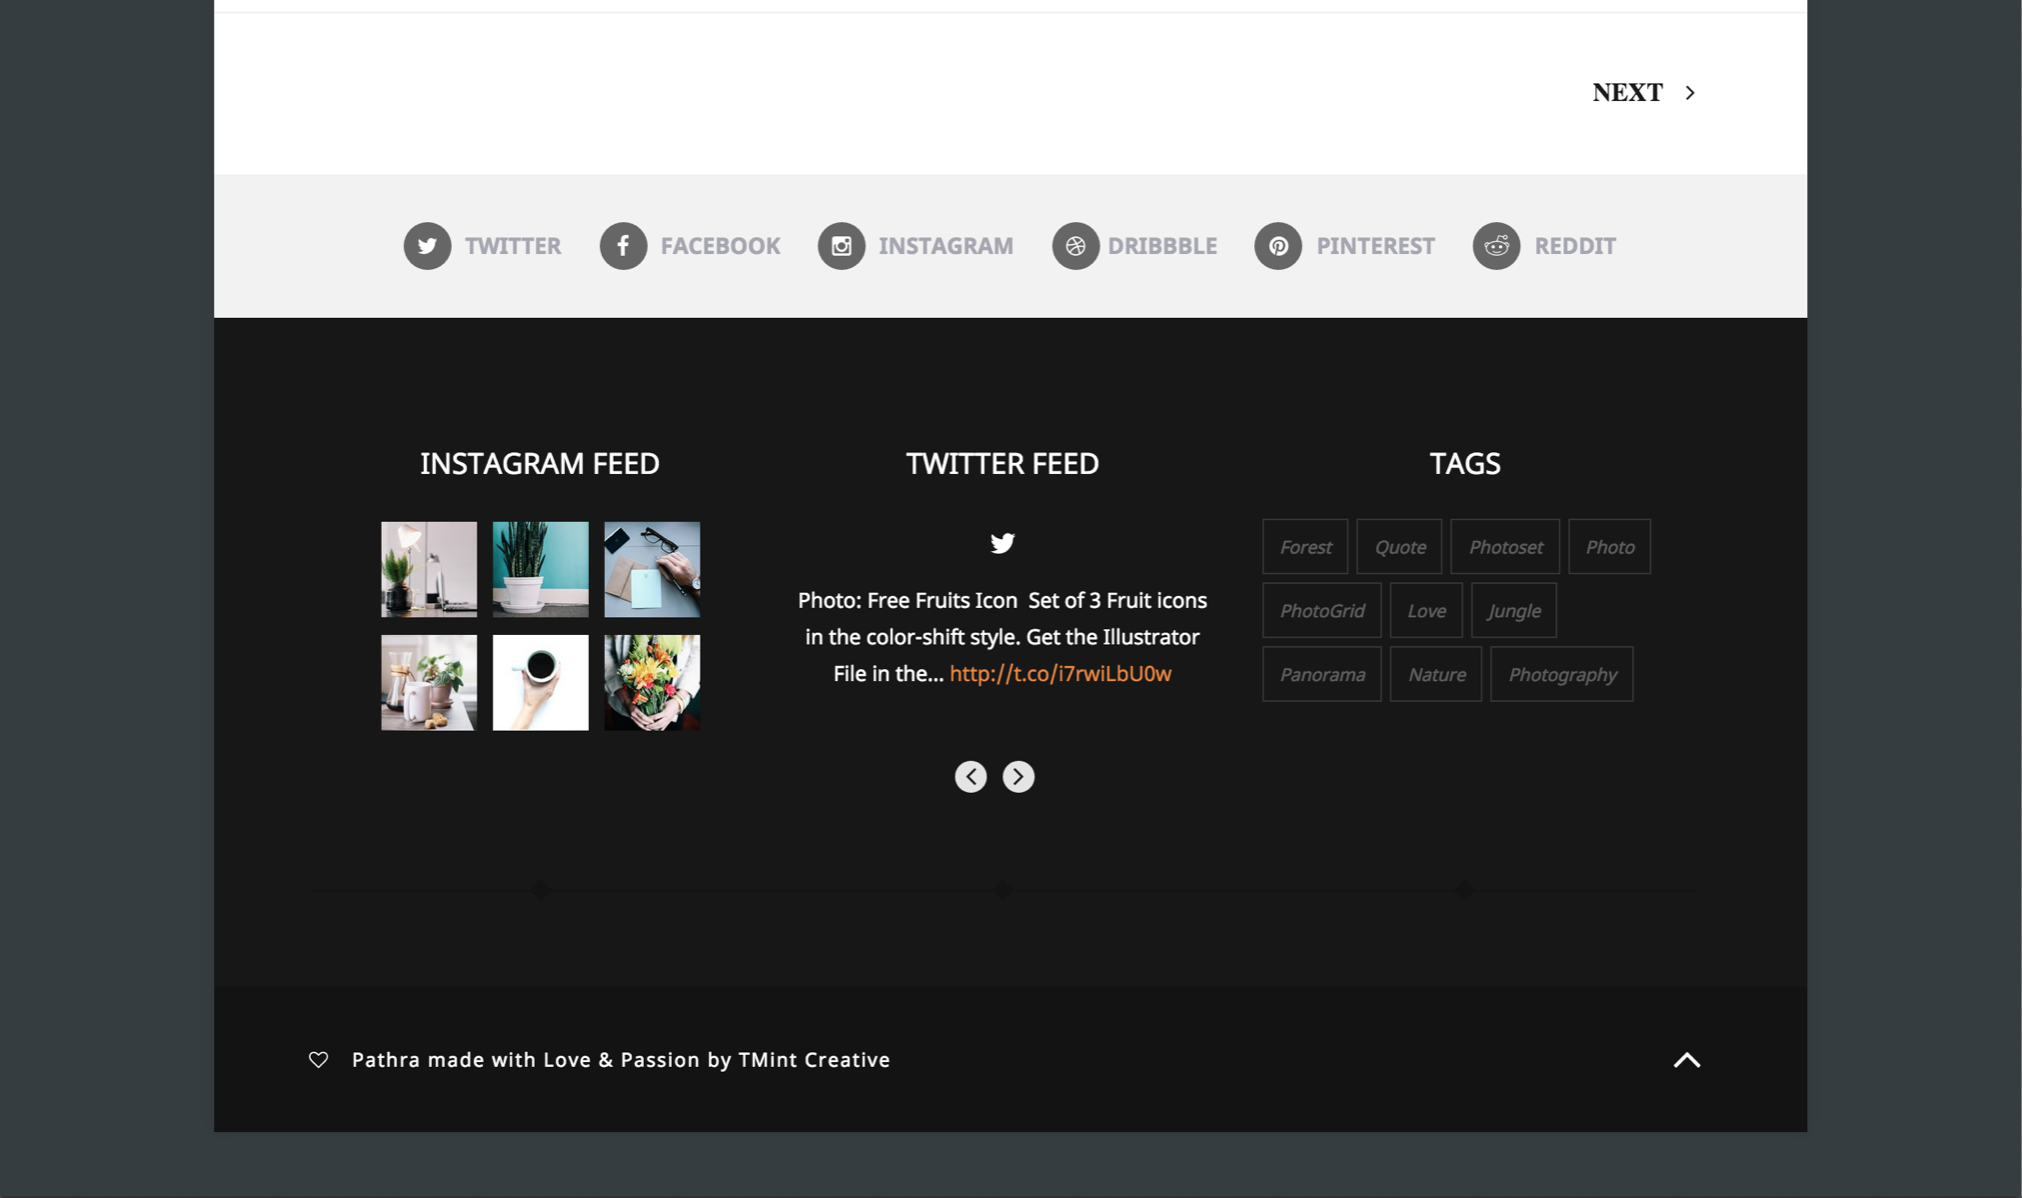 NEXT
TWITTER FACEBOOK INSTAGRAM DRIBBBLE PINTEREST REDDIT
INSTAGRAM FEED
TWITTER FEED
Photo: Free Fruits Icon  Set of 3 Fruit icons
in the color-shift style. Get the Illustrator
File in the... http://t.co/i7rwiLbU0w
TAGS
Forest Quote Photoset Photo
PhotoGrid Love Jungle
Panorama Nature Photography
Pathra made with Love & Passion by TMint Creative